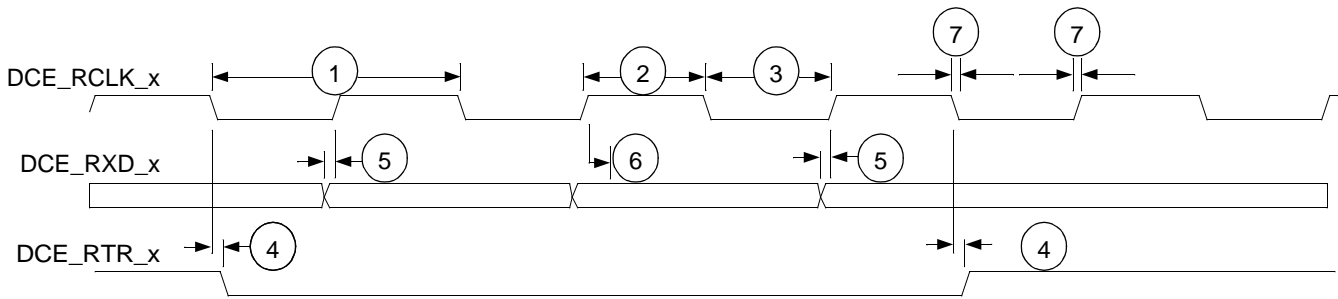 7 7
DCE_RCLK_x 1 2 3
DCE_RXD_x 5 6 5
DCE_RTR_x 4 4